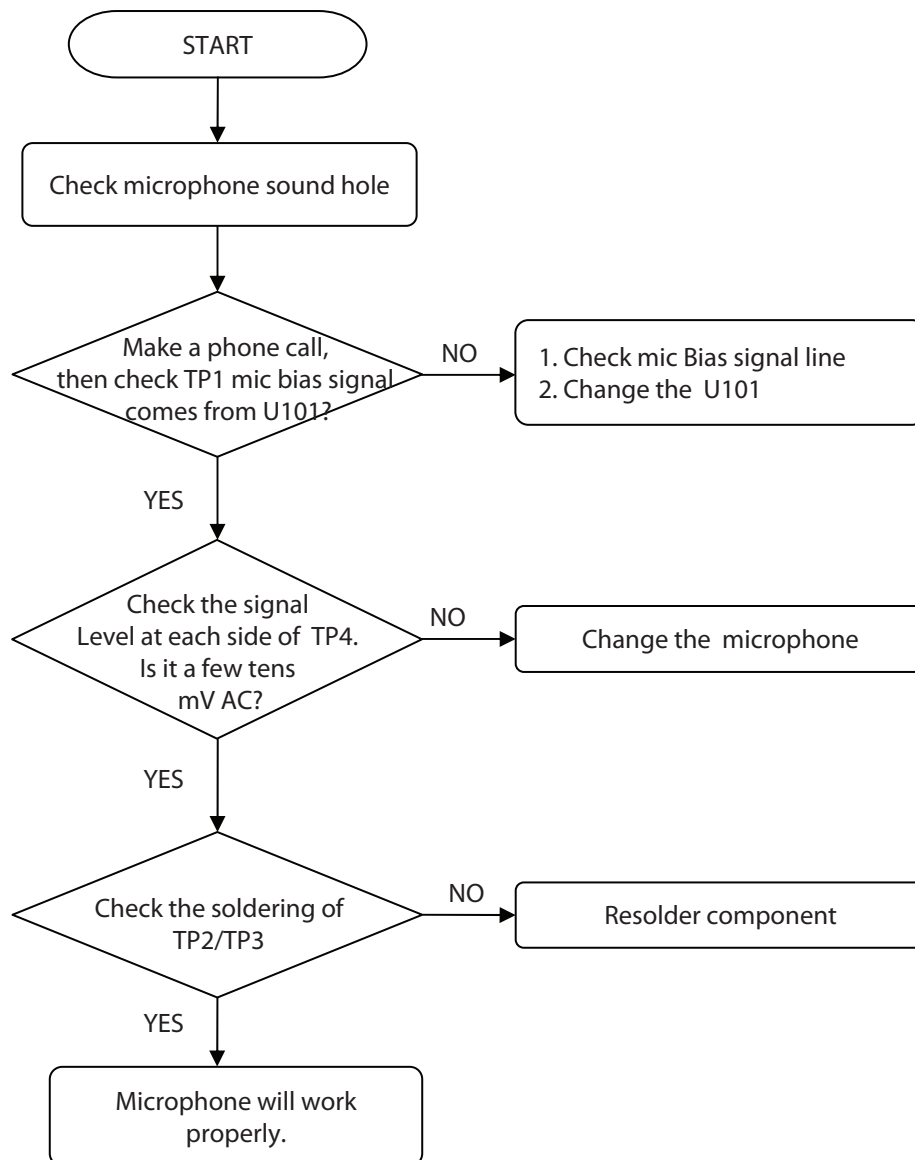 START
Check microphone sound hole
Make a phone call,
then check TP1 mic bias signal
comes from U101?
NO
1. Check mic Bias signal line
2. Change the U101
YES
Check the signal
Level at each side of TP4.
Is it a few tens
mV AC?
NO
Change the microphone
YES
Check the soldering of
TP2/TP3
NO
Resolder component
YES
Microphone will work
properly.